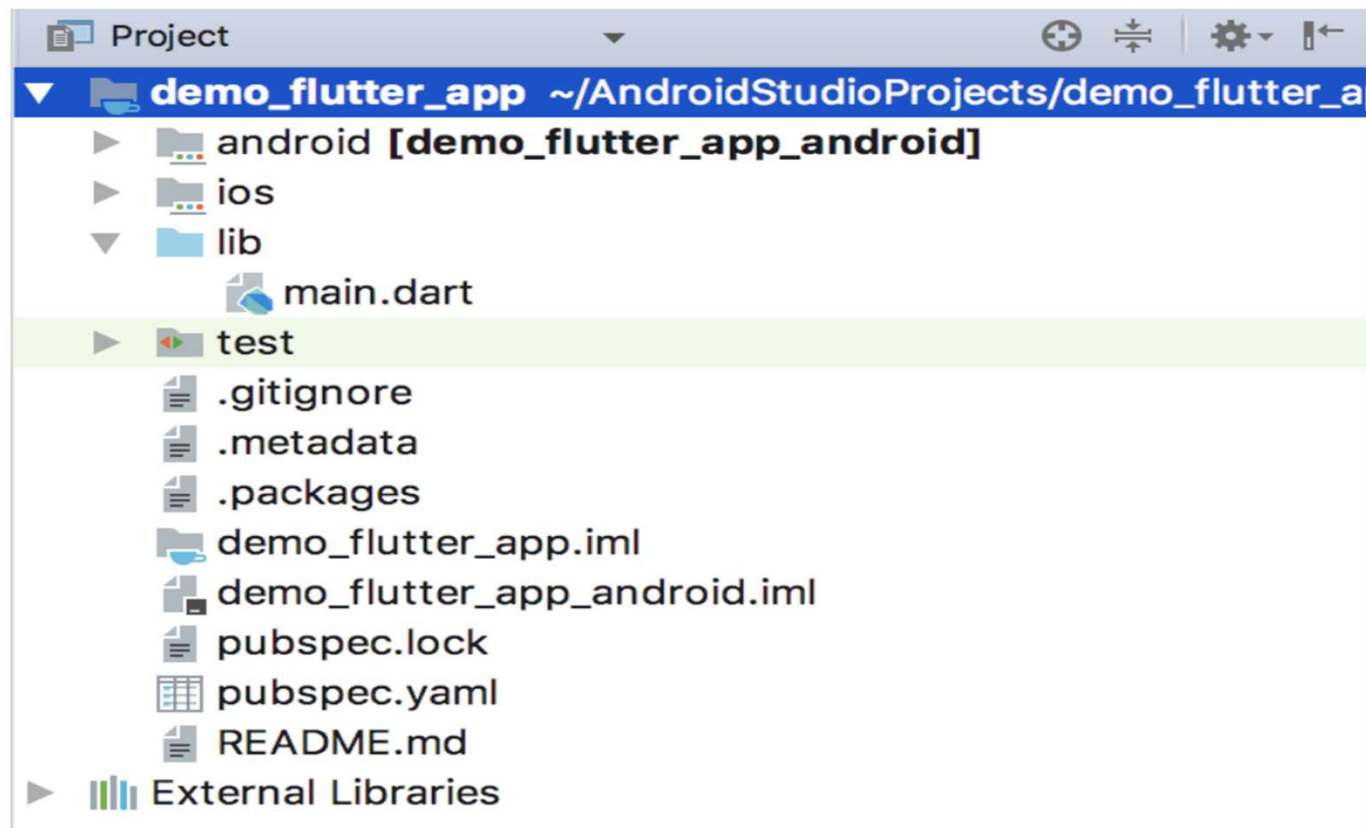 Project
demo_flutter_app ~/AndroidStudioProjects/demo_flutter_a
android [demo_flutter_app_android]
ios
lib
main.dart
test
.gitignore
.metadata
.packages
demo_flutter_app.iml
demo_flutter_app_android.iml
pubspec.lock
pubspec.yaml
README.md
External Libraries